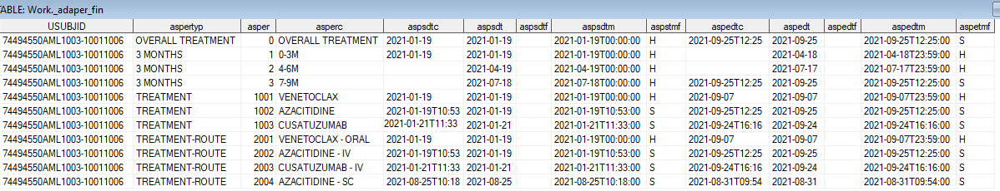 TABLE: Work._adaper_fin
USUBJID aspertyp asper asperc aspsdtc aspsdt aspsdtf aspsdtm aspstmf aspedtc aspedt aspedtf aspedtm aspetmf
74494550AML1003-10011006 OVERALL TREATMENT 0 OVERALL TREATMENT 2021-01-19 2021-01-19 2021-01-19T00:00:00 H 2021-09-25T12:25 2021-09-25 2021-09-25T12:25:00 S
74494550AML1003-10011006 3 MONTHS 1 0-3M 2021-01-19 2021-01-19 2021-01-19T00:00:00 H 2021-04-18 2021-04-18T23:59:00 H
74494550AML1003-10011006 3 MONTHS 2 4-6M 2021-04-19 2021-04-19T00:00:00 H 2021-07-17 2021-07-17T23:59:00 H
74494550AML1003-10011006 3 MONTHS 3 7-9M 2021-07-18 2021-07-18T00:00:00 H 2021-09-25T12:25 2021-09-25 2021-09-25T12:25:00 S
74494550AML1003-10011006 TREATMENT 1001 VENETOCLAX 2021-01-19 2021-01-19 2021-01-19T00:00:00 H 2021-09-07 2021-09-07 2021-09-07T23:59:00 H
74494550AML1003-10011006 TREATMENT 1002 AZACITIDINE 2021-01-19T10:53 2021-01-19 2021-01-19T10:53:00 S 2021-09-25T12:25 2021-09-25 2021-09-25T12:25:00 S
74494550AML1003-10011006 TREATMENT 1003 CUSATUZUMAB 2021-01-21T11:33 2021-01-21 2021-01-21T11:33:00 S 2021-09-24T16:16 2021-09-24 2021-09-24T16:16:00 S
74494550AML1003-10011006 TREATMENT-ROUTE 2001 VENETOCLAX - ORAL 2021-01-19 2021-01-19 2021-01-19T00:00:00 H 2021-09-07 2021-09-07 2021-09-07T23:59:00 H
74494550AML1003-10011006 TREATMENT-ROUTE 2002 AZACITIDINE - IV 2021-01-19T10:53 2021-01-19 2021-01-19T10:53:00 S 2021-09-25T12:25 2021-09-25 2021-09-25T12:25:00 S
74494550AML1003-10011006 TREATMENT-ROUTE 2003 CUSATUZUMAB - IV 2021-01-21T11:33 2021-01-21 2021-01-21T11:33:00 S 2021-09-24T16:16 2021-09-24 2021-09-24T16:16:00 S
74494550AML1003-10011006 TREATMENT-ROUTE 2004 AZACITIDINE - SC 2021-08-25T10:18 2021-08-25 2021-08-25T10:18:00 S 2021-08-31T09:54 2021-08-31 2021-08-31T09:54:00 S